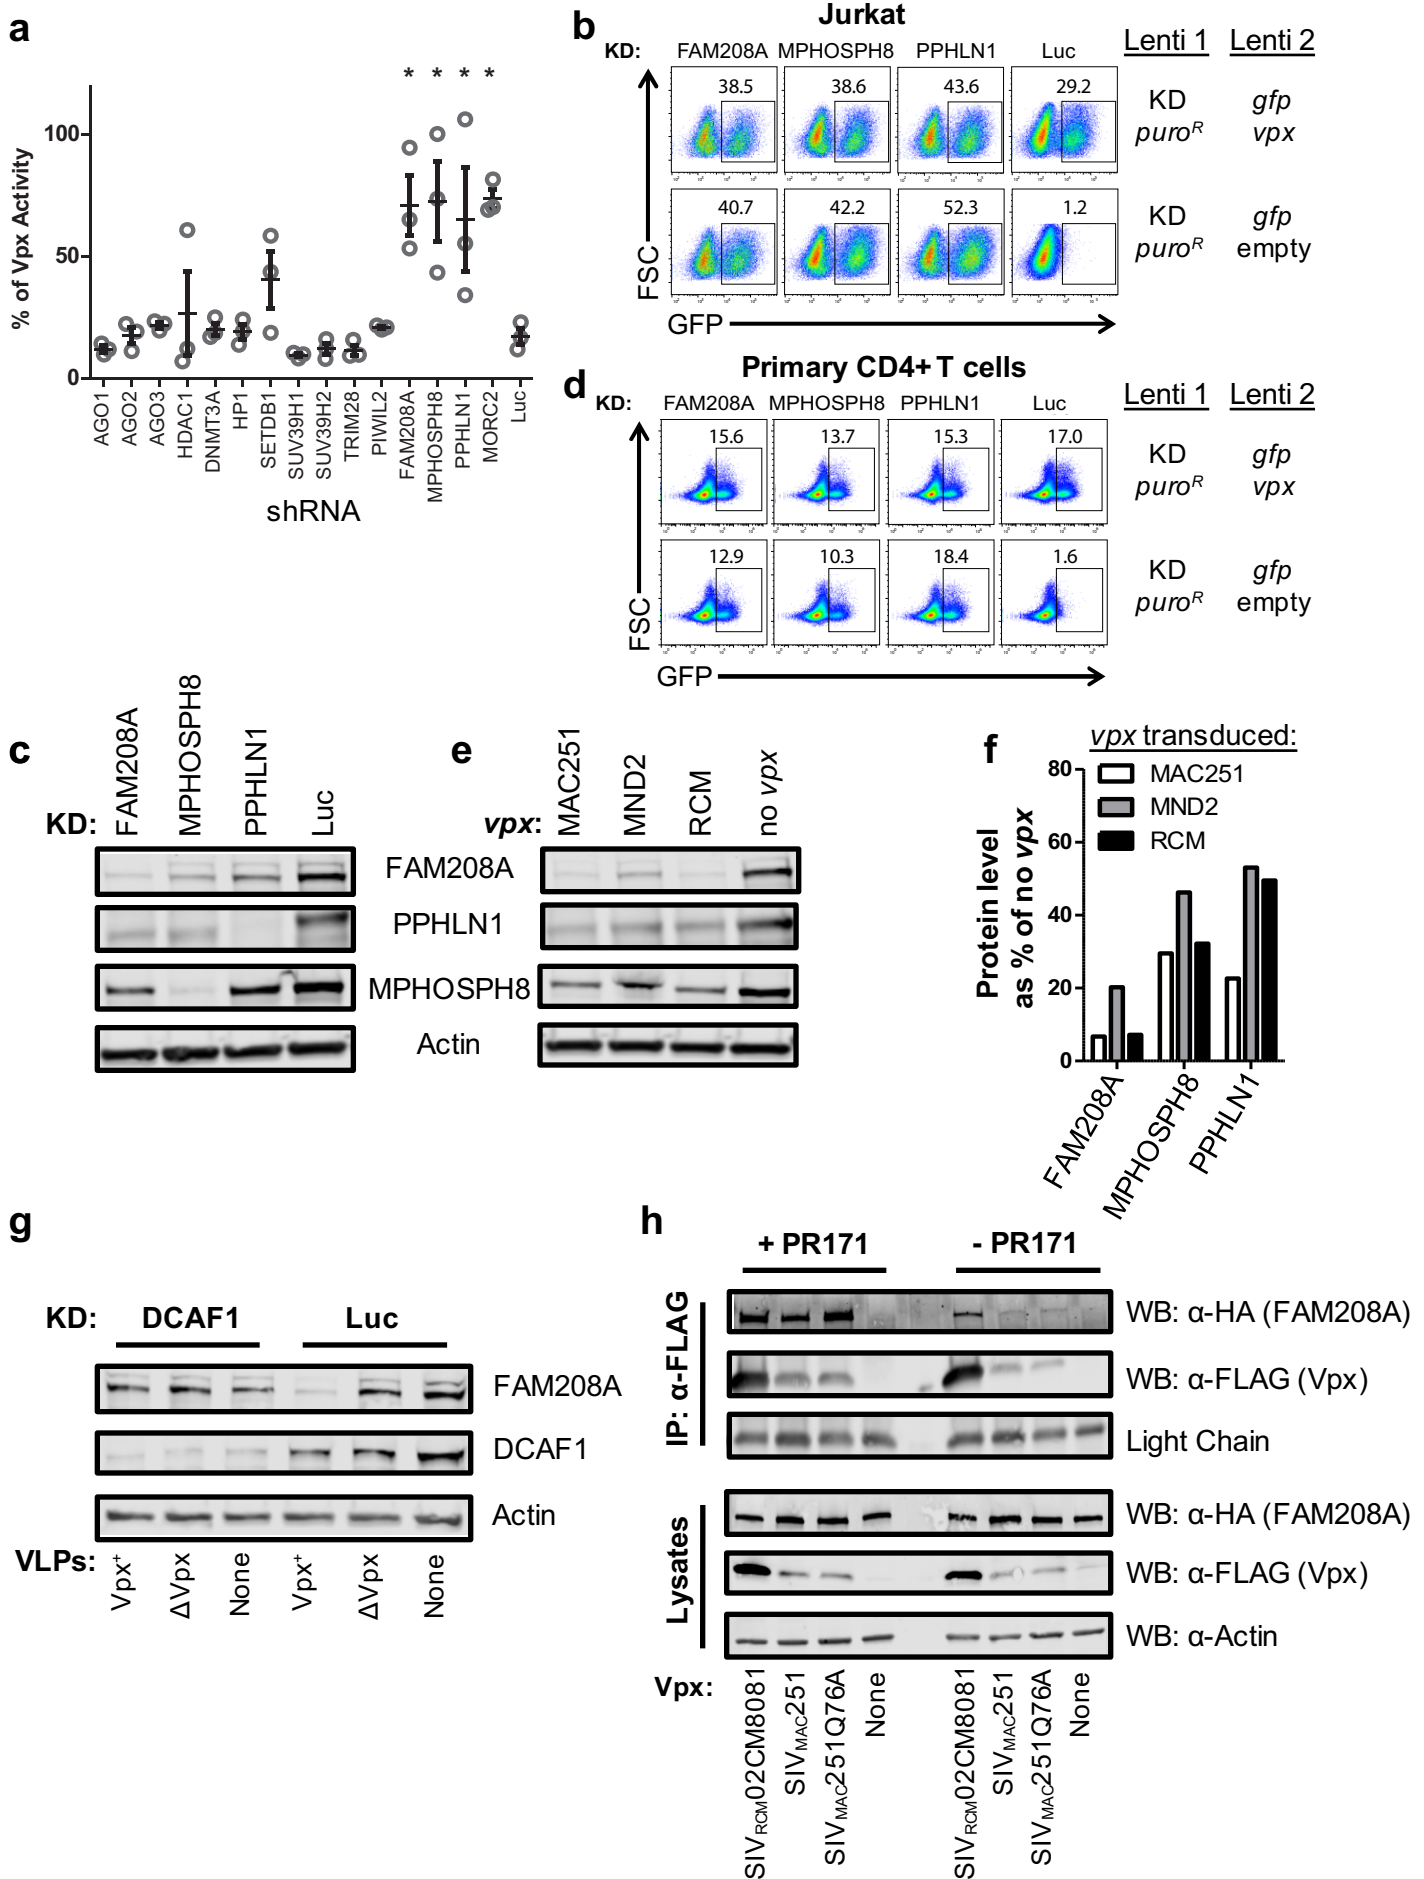 a
% of Vpx Activity
100
50
0
* * * *
AGO1
AGO2
AGO3
HDAC1
DNMT3A
HP1
SETDB1
SUV39H1
SUV39H2
TRIM28
PIWIL2
FAM208A
MPHOSPH8
PPHLN1
MORC2
Luc
shRNA
b
Jurkat
KD: FAM208A MPHOSPH8 PPHLN1 Luc
Lenti 1 Lenti 2
38.5 38.6 43.6 29.2
KD gfp
puroR vpx
40.7 42.2 52.3 1.2
KD gfp
puroR empty
FSC
GFP
d
Primary CD4+ T cells
KD: FAM208A MPHOSPH8 PPHLN1 Luc
Lenti 1 Lenti 2
15.6 13.7 15.3 17.0
KD gfp
puroR vpx
12.9 10.3 18.4 1.6
KD gfp
puroR empty
FSC
GFP
c
KD: FAM208A MPHOSPH8 PPHLN1 Luc
e
vpx: MAC251 MND2 RCM no vpx
FAM208A
PPHLN1
MPHOSPH8
Actin
f
vpx transduced:
MAC251
MND2
RCM
Protein level
as % of no vpx
80
60
40
20
0
FAM208A
MPHOSPH8
PPHLN1
g
KD: DCAF1 Luc
FAM208A
DCAF1
Actin
VLPs: Vpx+ ΔVpx None Vpx+ ΔVpx None
h
+ PR171 - PR171
IP: α-FLAG
WB: α-HA (FAM208A)
WB: α-FLAG (Vpx)
Light Chain
Lysates
WB: α-HA (FAM208A)
WB: α-FLAG (Vpx)
WB: α-Actin
Vpx: SIVRCM02CM8081 SIVMAC251 SIVMAC251Q76A None SIVRCM02CM8081 SIVMAC251 SIVMAC251Q76A None